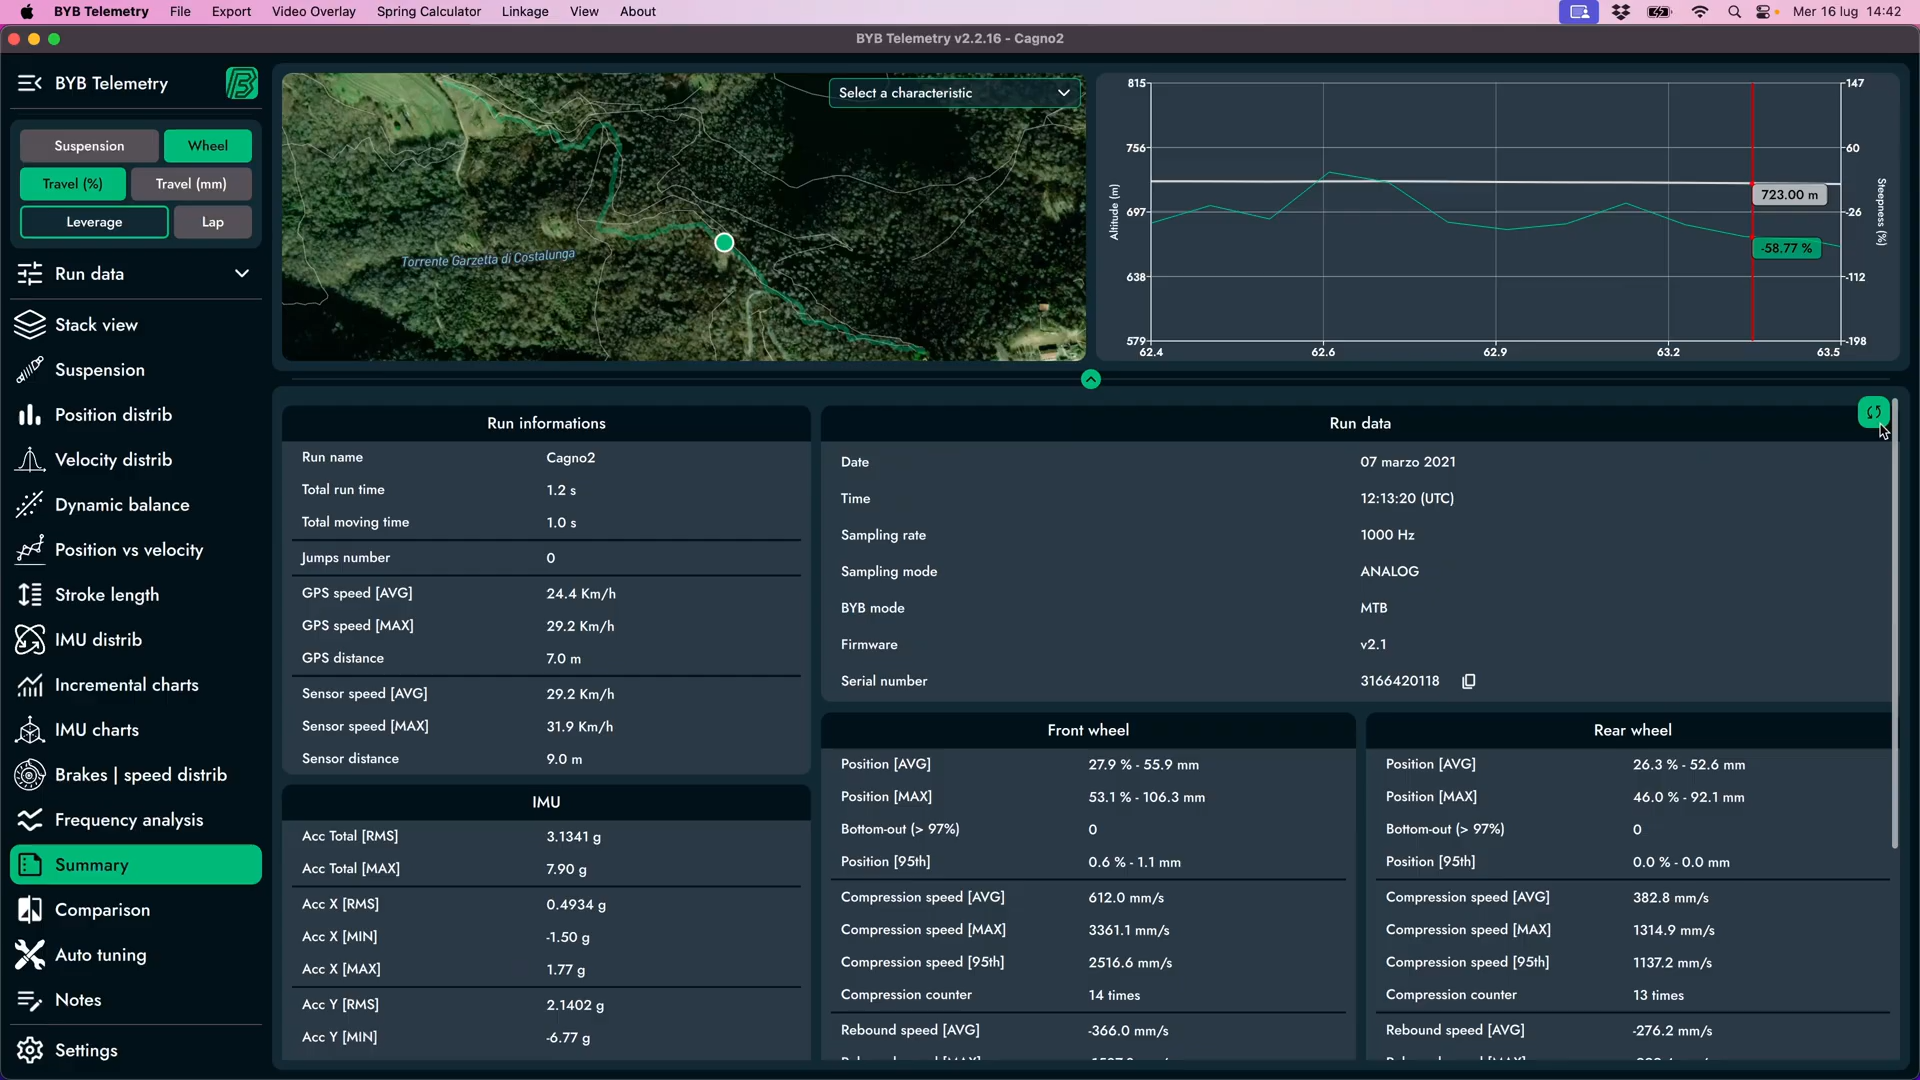 BYB Telemetry File Export Video Overlay Spring Calculator Linkage View About Mer 16 lug 14:42
BYB Telemetry v2.2.16 - Cagno2
BYB Telemetry
Suspension Wheel
Travel (%) Travel (mm)
Leverage Lap
Run data
Stack view
Suspension
Position distrib
Velocity distrib
Dynamic balance
Position vs velocity
Stroke length
IMU distrib
Incremental charts
IMU charts
Brakes | speed distrib
Frequency analysis
Summary
Comparison
Auto tuning
Notes
Settings
Select a characteristic
Torrente Garzetta di Costalunga
Altitude (m)
815
756
697
638
579
62.4 62.6 62.9 63.2 63.5
147
60
-26
-112
-198
Steepness (%)
723.00 m
-58.77 %
Run informations
Run name Cagno2
Total run time 1.2 s
Total moving time 1.0 s
Jumps number 0
GPS speed [AVG] 24.4 Km/h
GPS speed [MAX] 29.2 Km/h
GPS distance 7.0 m
Sensor speed [AVG] 29.2 Km/h
Sensor speed [MAX] 31.9 Km/h
Sensor distance 9.0 m
IMU
Acc Total [RMS] 3.1341 g
Acc Total [MAX] 7.90 g
Acc X [RMS] 0.4934 g
Acc X [MIN] -1.50 g
Acc X [MAX] 1.77 g
Acc Y [RMS] 2.1402 g
Acc Y [MIN] -6.77 g
Run data
Date 07 marzo 2021
Time 12:13:20 (UTC)
Sampling rate 1000 Hz
Sampling mode ANALOG
BYB mode MTB
Firmware v2.1
Serial number 3166420118
Front wheel
Position [AVG] 27.9 % - 55.9 mm
Position [MAX] 53.1 % - 106.3 mm
Bottom-out (> 97%) 0
Position [95th] 0.6 % - 1.1 mm
Compression speed [AVG] 612.0 mm/s
Compression speed [MAX] 3361.1 mm/s
Compression speed [95th] 2516.6 mm/s
Compression counter 14 times
Rebound speed [AVG] -366.0 mm/s
Rear wheel
Position [AVG] 26.3 % - 52.6 mm
Position [MAX] 46.0 % - 92.1 mm
Bottom-out (> 97%) 0
Position [95th] 0.0 % - 0.0 mm
Compression speed [AVG] 382.8 mm/s
Compression speed [MAX] 1314.9 mm/s
Compression speed [95th] 1137.2 mm/s
Compression counter 13 times
Rebound speed [AVG] -276.2 mm/s